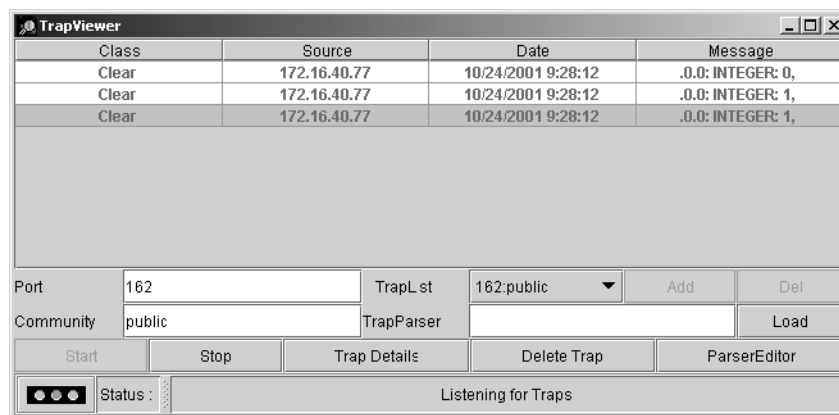 TrapViewer
Class Source Date Message
Clear 172.16.40.77 10/24/2001 9:28:12 .0.0: INTEGER: 0,
Clear 172.16.40.77 10/24/2001 9:28:12 .0.0: INTEGER: 1,
Clear 172.16.40.77 10/24/2001 9:28:12 .0.0: INTEGER: 1,
Port 162 TrapList 162:public Add Del
Community public TrapParser Load
Start Stop Trap Details Delete Trap ParserEditor
Status : Listening for Traps